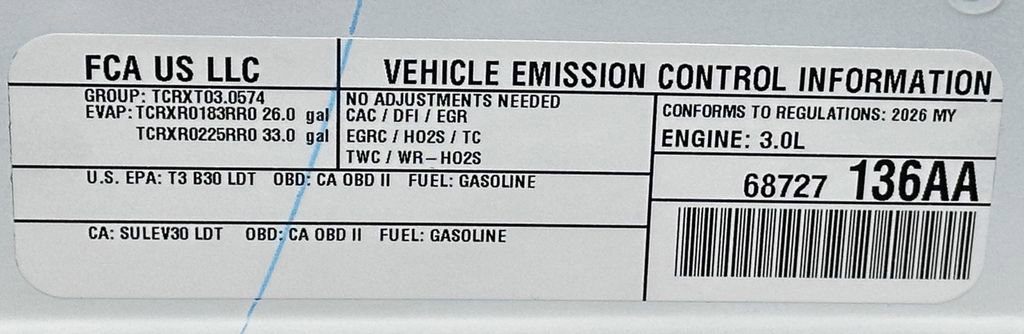 FCA US LLC
VEHICLE EMISSION CONTROL INFORMATION
GROUP: TCRXT03.0574
EVAP: TCRXR0183RR0 26.0 gal
TCRXR0225RR0 33.0 gal
NO ADJUSTMENTS NEEDED
CAC / DFI / EGR
EGRC / HO2S / TC
TWC / WR-HO2S
CONFORMS TO REGULATIONS: 2026 MY
ENGINE: 3.0L
U.S. EPA: T3 B30 LDT OBD: CA OBD II FUEL: GASOLINE
68727 136AA
CA: SULEV30 LDT OBD: CA OBD II FUEL: GASOLINE